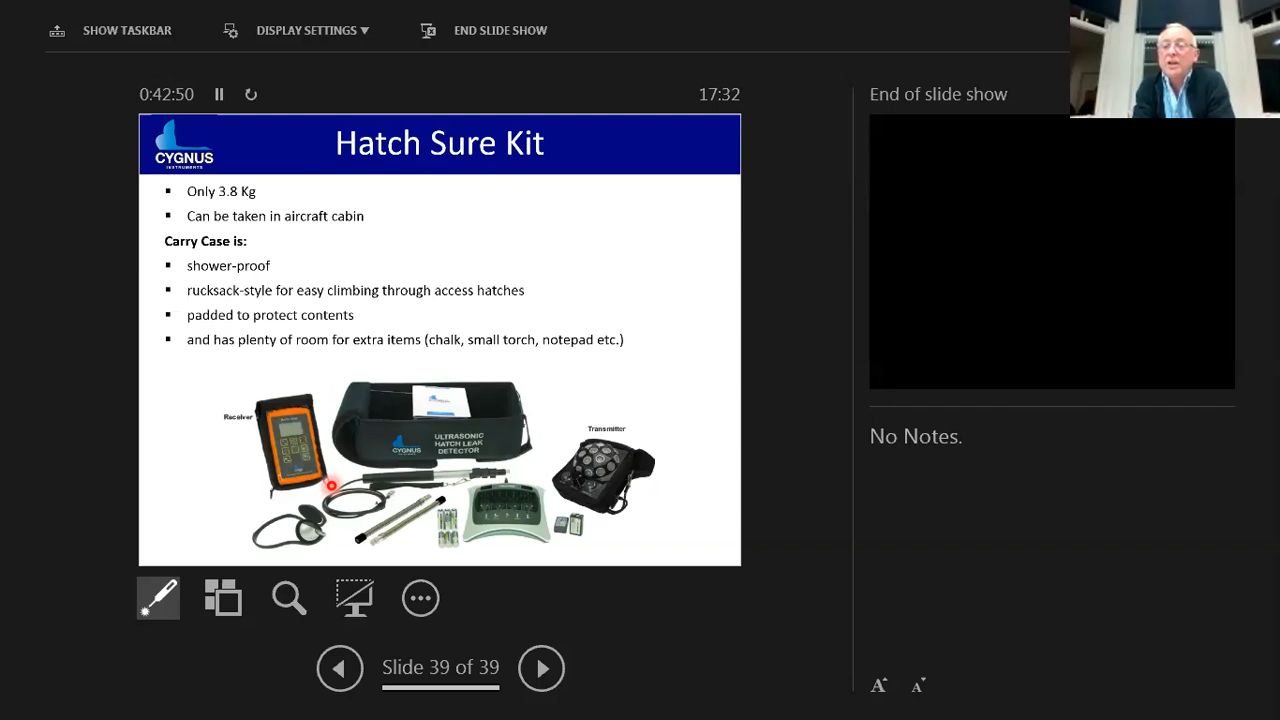 SHOW TASKBAR
DISPLAY SETTINGS
END SLIDE SHOW
0:42:50
17:32
End of slide show
CYGNUS
INSTRUMENTS
Hatch Sure Kit
Only 3.8 Kg
Can be taken in aircraft cabin
Carry Case is:
shower-proof
rucksack-style for easy climbing through access hatches
padded to protect contents
and has plenty of room for extra items (chalk, small torch, notepad etc.)
Receiver
Transmitter
CYGNUS
ULTRASONIC
HATCH LEAK
DETECTOR
No Notes.
Slide 39 of 39
A
A